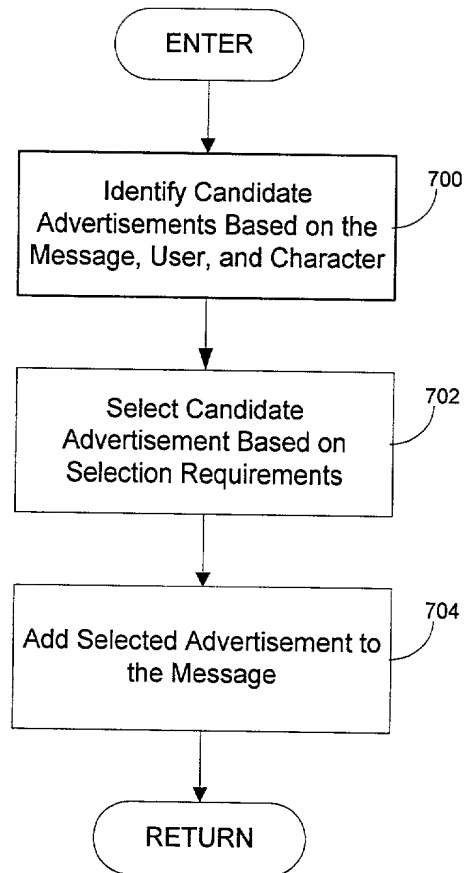 ENTER
Identify Candidate
Advertisements Based on the
Message, User, and Character
700
Select Candidate
Advertisement Based on
Selection Requirements
702
Add Selected Advertisement to
the Message
704
RETURN